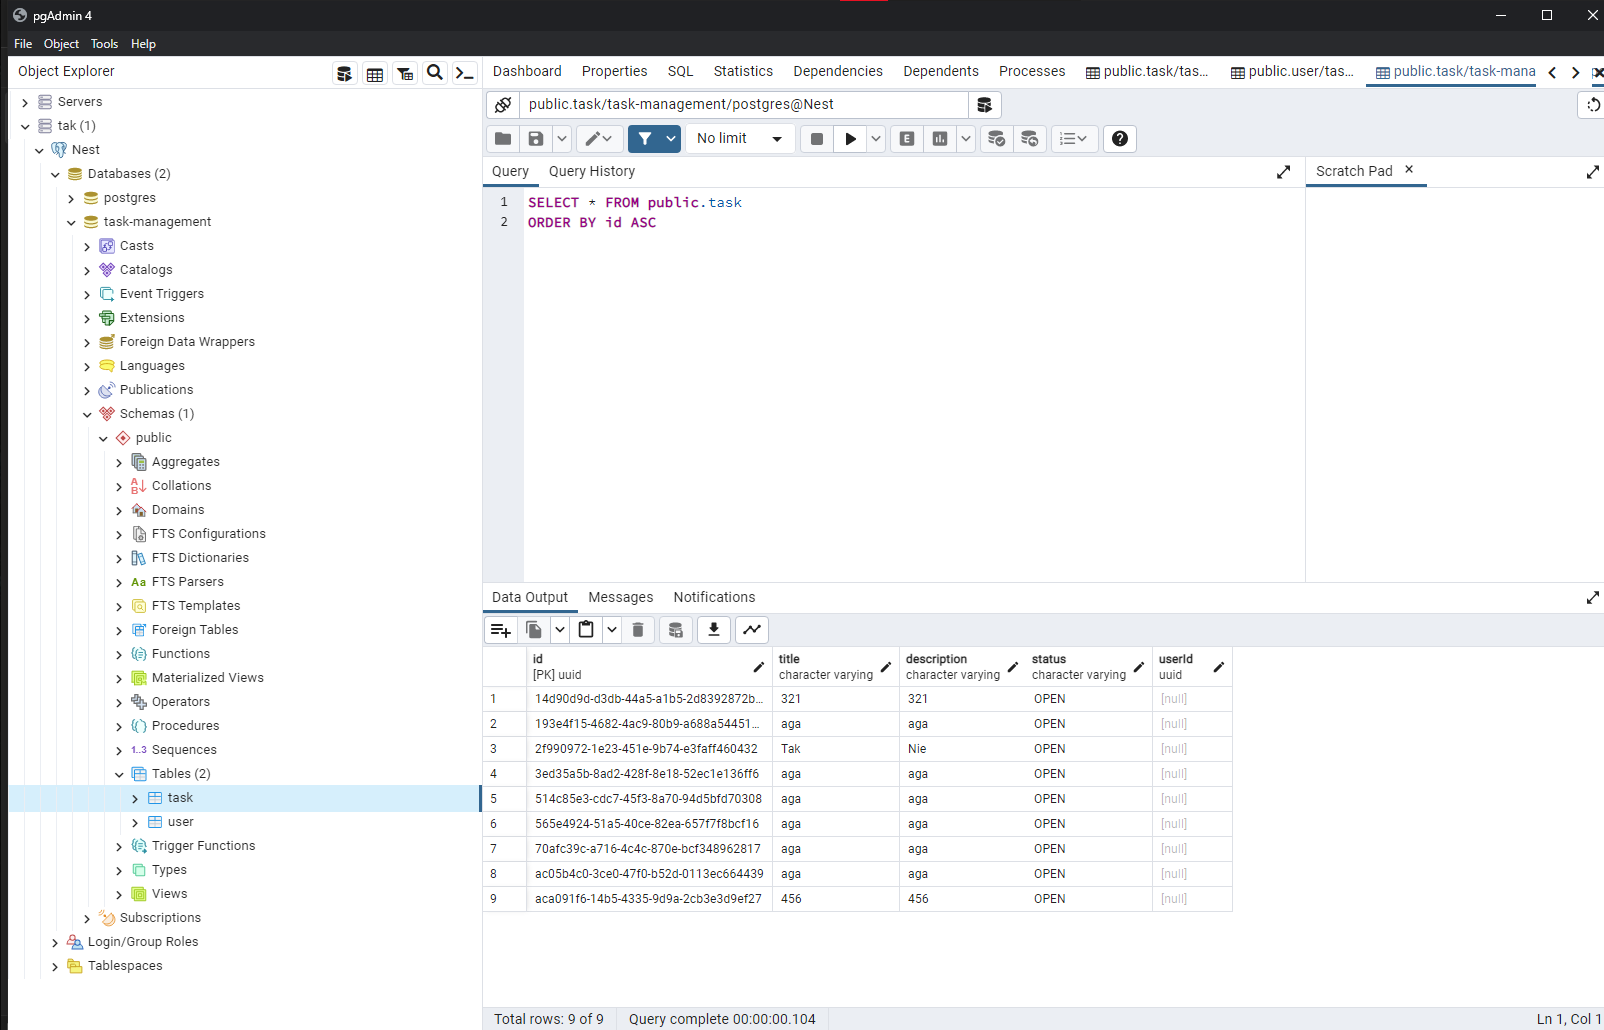 pgAdmin 4
File Object Tools Help
Object Explorer
Servers
tak (1)
Nest
Databases (2)
postgres
task-management
Casts
Catalogs
Event Triggers
Extensions
Foreign Data Wrappers
Languages
Publications
Schemas (1)
public
Aggregates
Collations
Domains
FTS Configurations
FTS Dictionaries
Aa FTS Parsers
FTS Templates
Foreign Tables
Functions
Materialized Views
Operators
Procedures
1..3 Sequences
Tables (2)
task
user
Trigger Functions
Types
Views
Subscriptions
Login/Group Roles
Tablespaces
Dashboard Properties SQL Statistics Dependencies Dependents Processes public.task/tas... public.user/tas... public.task/task-mana
public.task/task-management/postgres@Nest
No limit E
Query Query History Scratch Pad
1 SELECT * FROM public.task
2 ORDER BY id ASC
Data Output Messages Notifications
id title description status userId
[PK] uuid character varying character varying character varying uuid
1 14d90d9d-d3db-44a5-a1b5-2d8392872b... 321 321 OPEN [null]
2 193e4f15-4682-4ac9-80b9-a688a54451... aga aga OPEN [null]
3 2f990972-1e23-451e-9b74-e3faff460432 Tak Nie OPEN [null]
4 3ed35a5b-8ad2-428f-8e18-52ec1e136ff6 aga aga OPEN [null]
5 514c85e3-cdc7-45f3-8a70-94d5bfd70308 aga aga OPEN [null]
6 565e4924-51a5-40ce-82ea-657f7f8bcf16 aga aga OPEN [null]
7 70afc39c-a716-4c4c-870e-bcf348962817 aga aga OPEN [null]
8 ac05b4c0-3ce0-47f0-b52d-0113ec664439 aga aga OPEN [null]
9 aca091f6-14b5-4335-9d9a-2cb3e3d9ef27 456 456 OPEN [null]
Total rows: 9 of 9 Query complete 00:00:00.104 Ln 1, Col 1